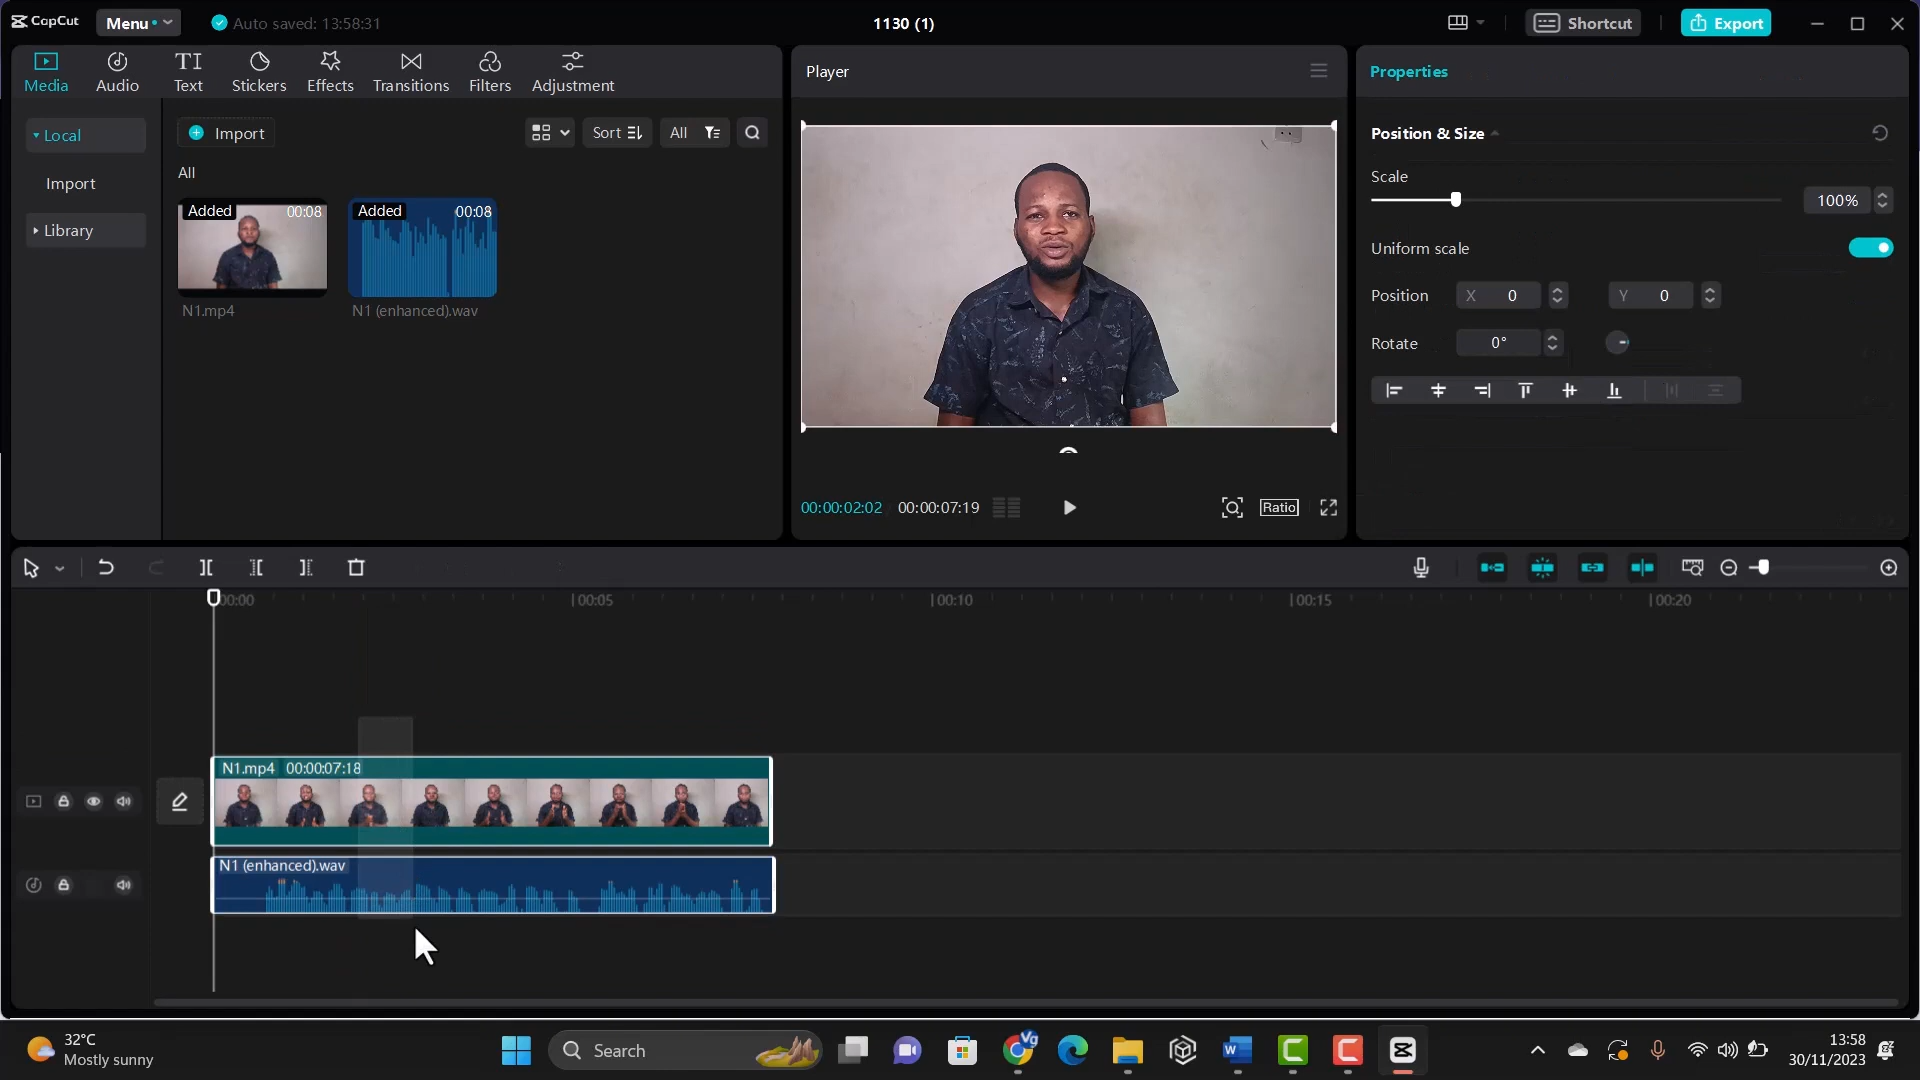 CapCut
Menu
Auto saved: 13:58:31
1130 (1)
Shortcut
Export
Media
Audio
TI
Text
Stickers
Effects
Transitions
Filters
Adjustment
Player
Properties
Local
Import
Library
Import
Sort
All
All
Added
00:08
N1.mp4
Added
00:08
N1 (enhanced).wav
Position & Size
Scale
100%
Uniform scale
Position
X
0
Y
0
Rotate
0°
00:00:02:02
00:00:07:19
Ratio
00:00
00:05
00:10
00:15
00:20
N1.mp4 00:00:07:18
N1 (enhanced).wav
32°C
Mostly sunny
Search
Vg
W
13:58
30/11/2023